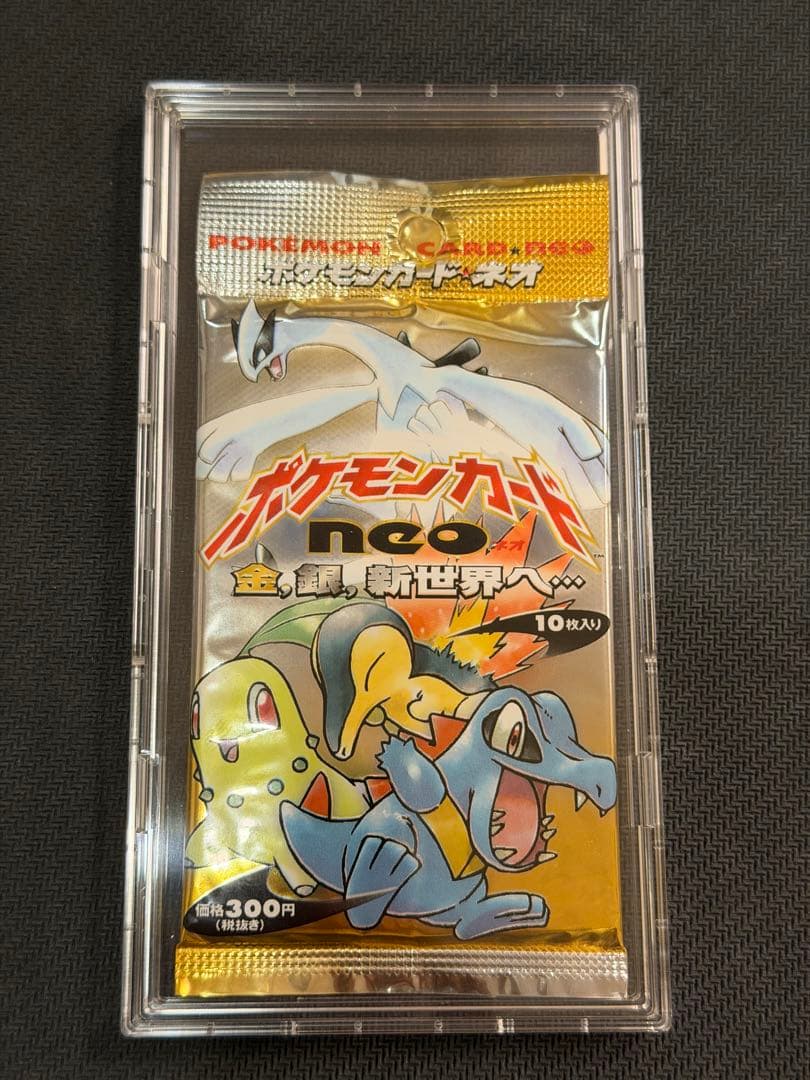 POKÉMON CARD★neo
ポケモンカード★ネオ
ポケモンカード
neo ネオ
™
金、銀、新世界へ…
10枚入り
価格300円
(税抜き)